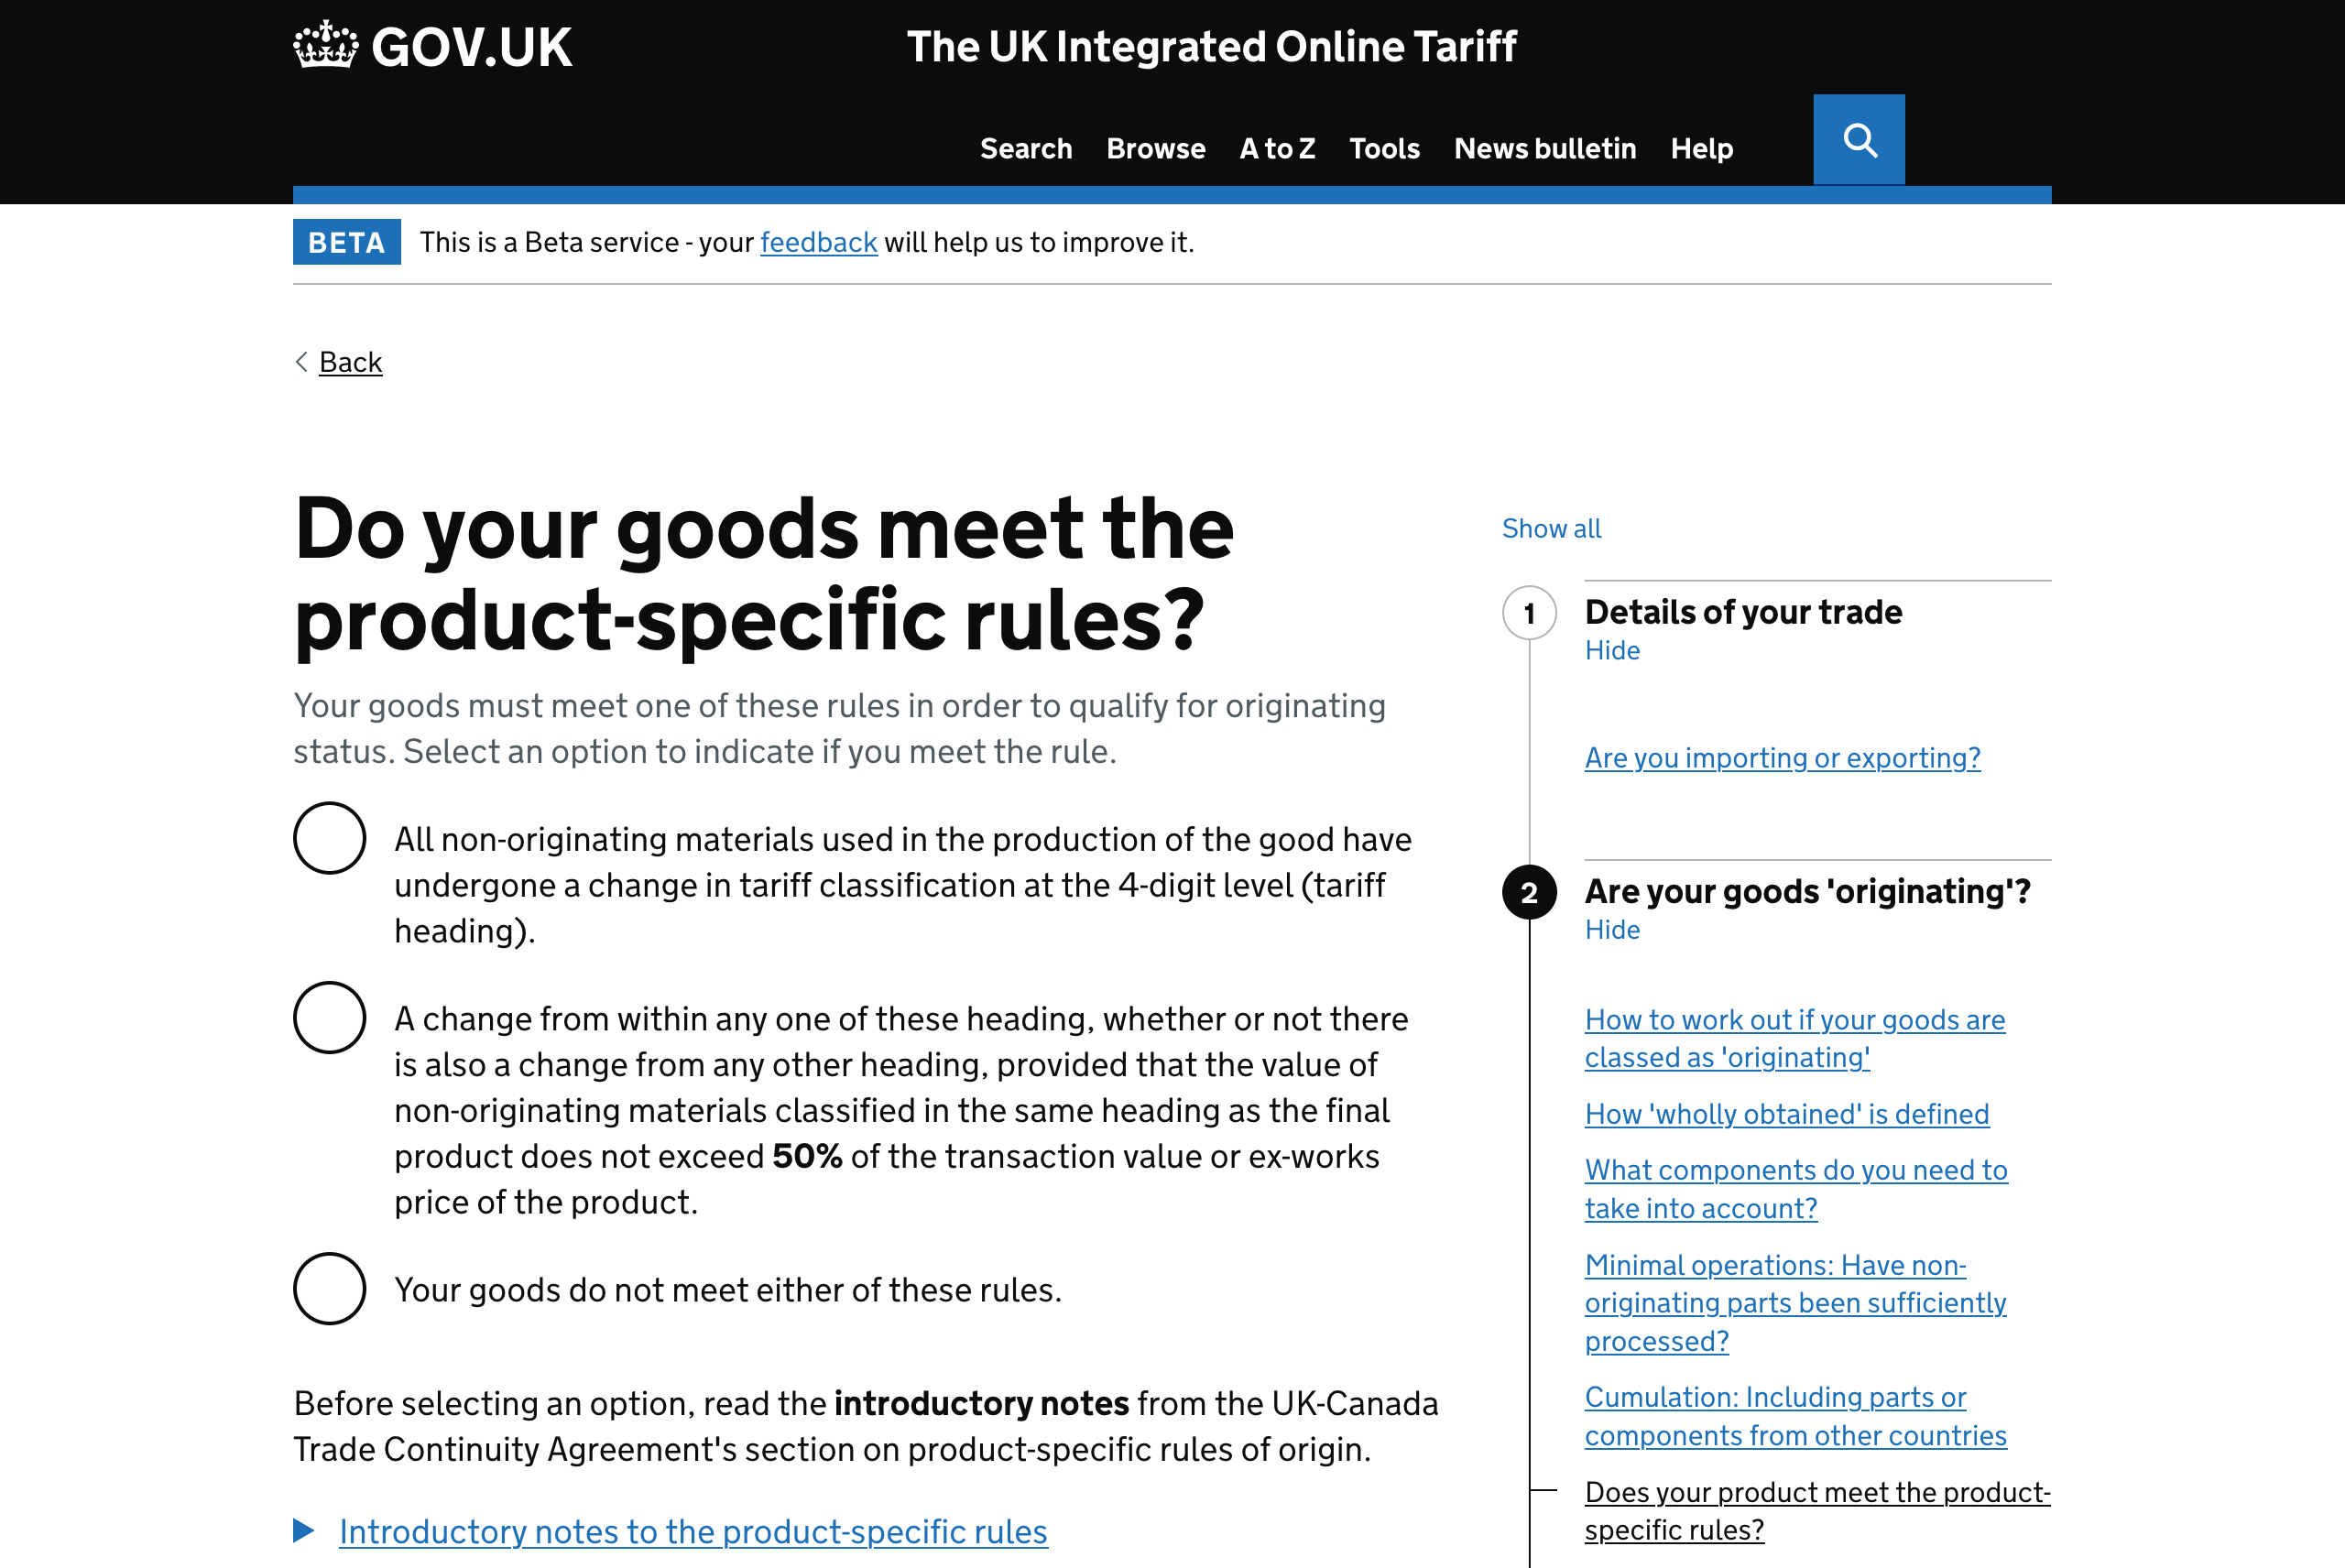 GOV.UK
The UK Integrated Online Tariff
Search Browse A to Z Tools News bulletin Help
BETA This is a Beta service - your feedback will help us to improve it.
Back
Do your goods meet the
product-specific rules?
Your goods must meet one of these rules in order to qualify for originating
status. Select an option to indicate if you meet the rule.
All non-originating materials used in the production of the good have
undergone a change in tariff classification at the 4-digit level (tariff
heading).
A change from within any one of these heading, whether or not there
is also a change from any other heading, provided that the value of
non-originating materials classified in the same heading as the final
product does not exceed 50% of the transaction value or ex-works
price of the product.
Your goods do not meet either of these rules.
Before selecting an option, read the introductory notes from the UK-Canada
Trade Continuity Agreement's section on product-specific rules of origin.
Introductory notes to the product-specific rules
Show all
1 Details of your trade
Hide
Are you importing or exporting?
2 Are your goods 'originating'?
Hide
How to work out if your goods are
classed as 'originating'
How 'wholly obtained' is defined
What components do you need to
take into account?
Minimal operations: Have non-
originating parts been sufficiently
processed?
Cumulation: Including parts or
components from other countries
Does your product meet the product-
specific rules?